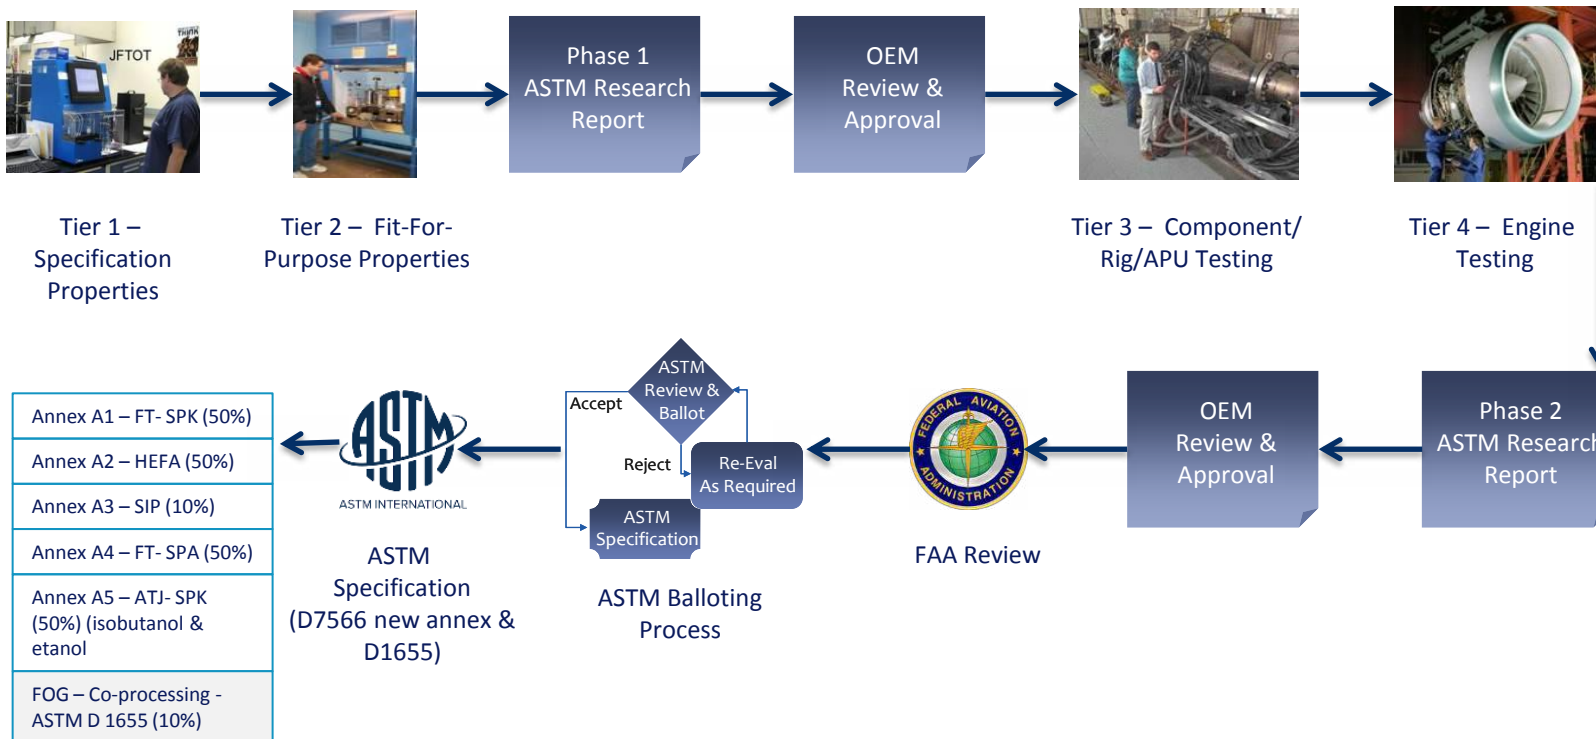 JFTOT
THINK
Phase 1
ASTM Research
Report
OEM
Review &
Approval
Tier 1 –
Specification
Properties
Tier 2 – Fit-For-
Purpose Properties
Tier 3 – Component/
Rig/APU Testing
Tier 4 – Engine
Testing
Annex A1 – FT- SPK (50%)
Annex A2 – HEFA (50%)
Annex A3 – SIP (10%)
Annex A4 – FT- SPA (50%)
Annex A5 – ATJ- SPK
(50%) (isobutanol &
etanol
FOG – Co-processing -
ASTM D 1655 (10%)
ASTM
ASTM INTERNATIONAL
ASTM
Specification
(D7566 new annex &
D1655)
ASTM
Review &
Ballot
Accept
Reject
Re-Eval
As Required
ASTM
Specification
ASTM Balloting
Process
FEDERAL AVIATION
ADMINISTRATION
FAA Review
OEM
Review &
Approval
Phase 2
ASTM Research
Report